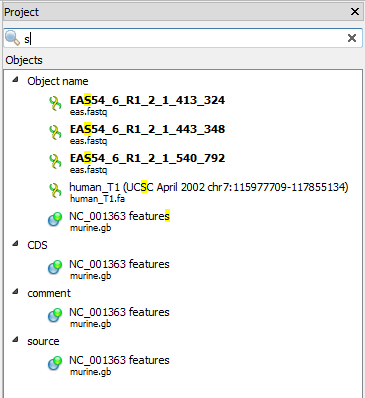 Project
s
Objects
Object name
EAS54_6_R1_2_1_413_324
eas.fastq
EAS54_6_R1_2_1_443_348
eas.fastq
EAS54_6_R1_2_1_540_792
eas.fastq
human_T1 (UCSC April 2002 chr7:115977709-117855134)
human_T1.fa
NC_001363 features
murine.gb
CDS
NC_001363 features
murine.gb
comment
NC_001363 features
murine.gb
source
NC_001363 features
murine.gb